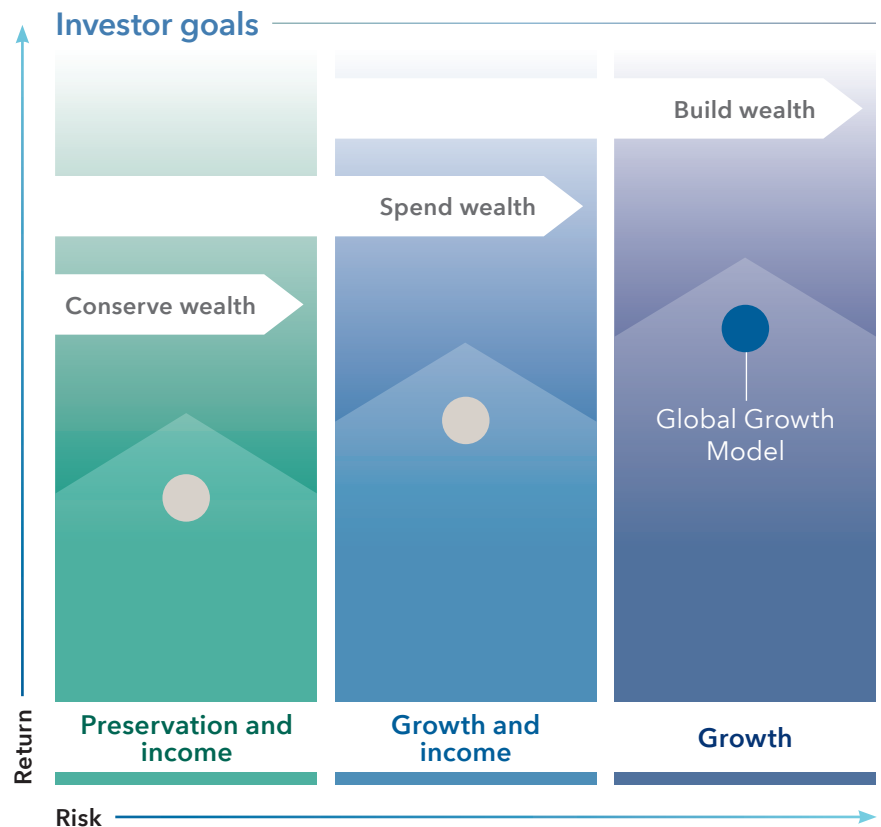 Investor goals
Build wealth
Spend wealth
Conserve wealth
Global Growth
Model
Return
Preservation and
income
Growth and
income
Growth
Risk